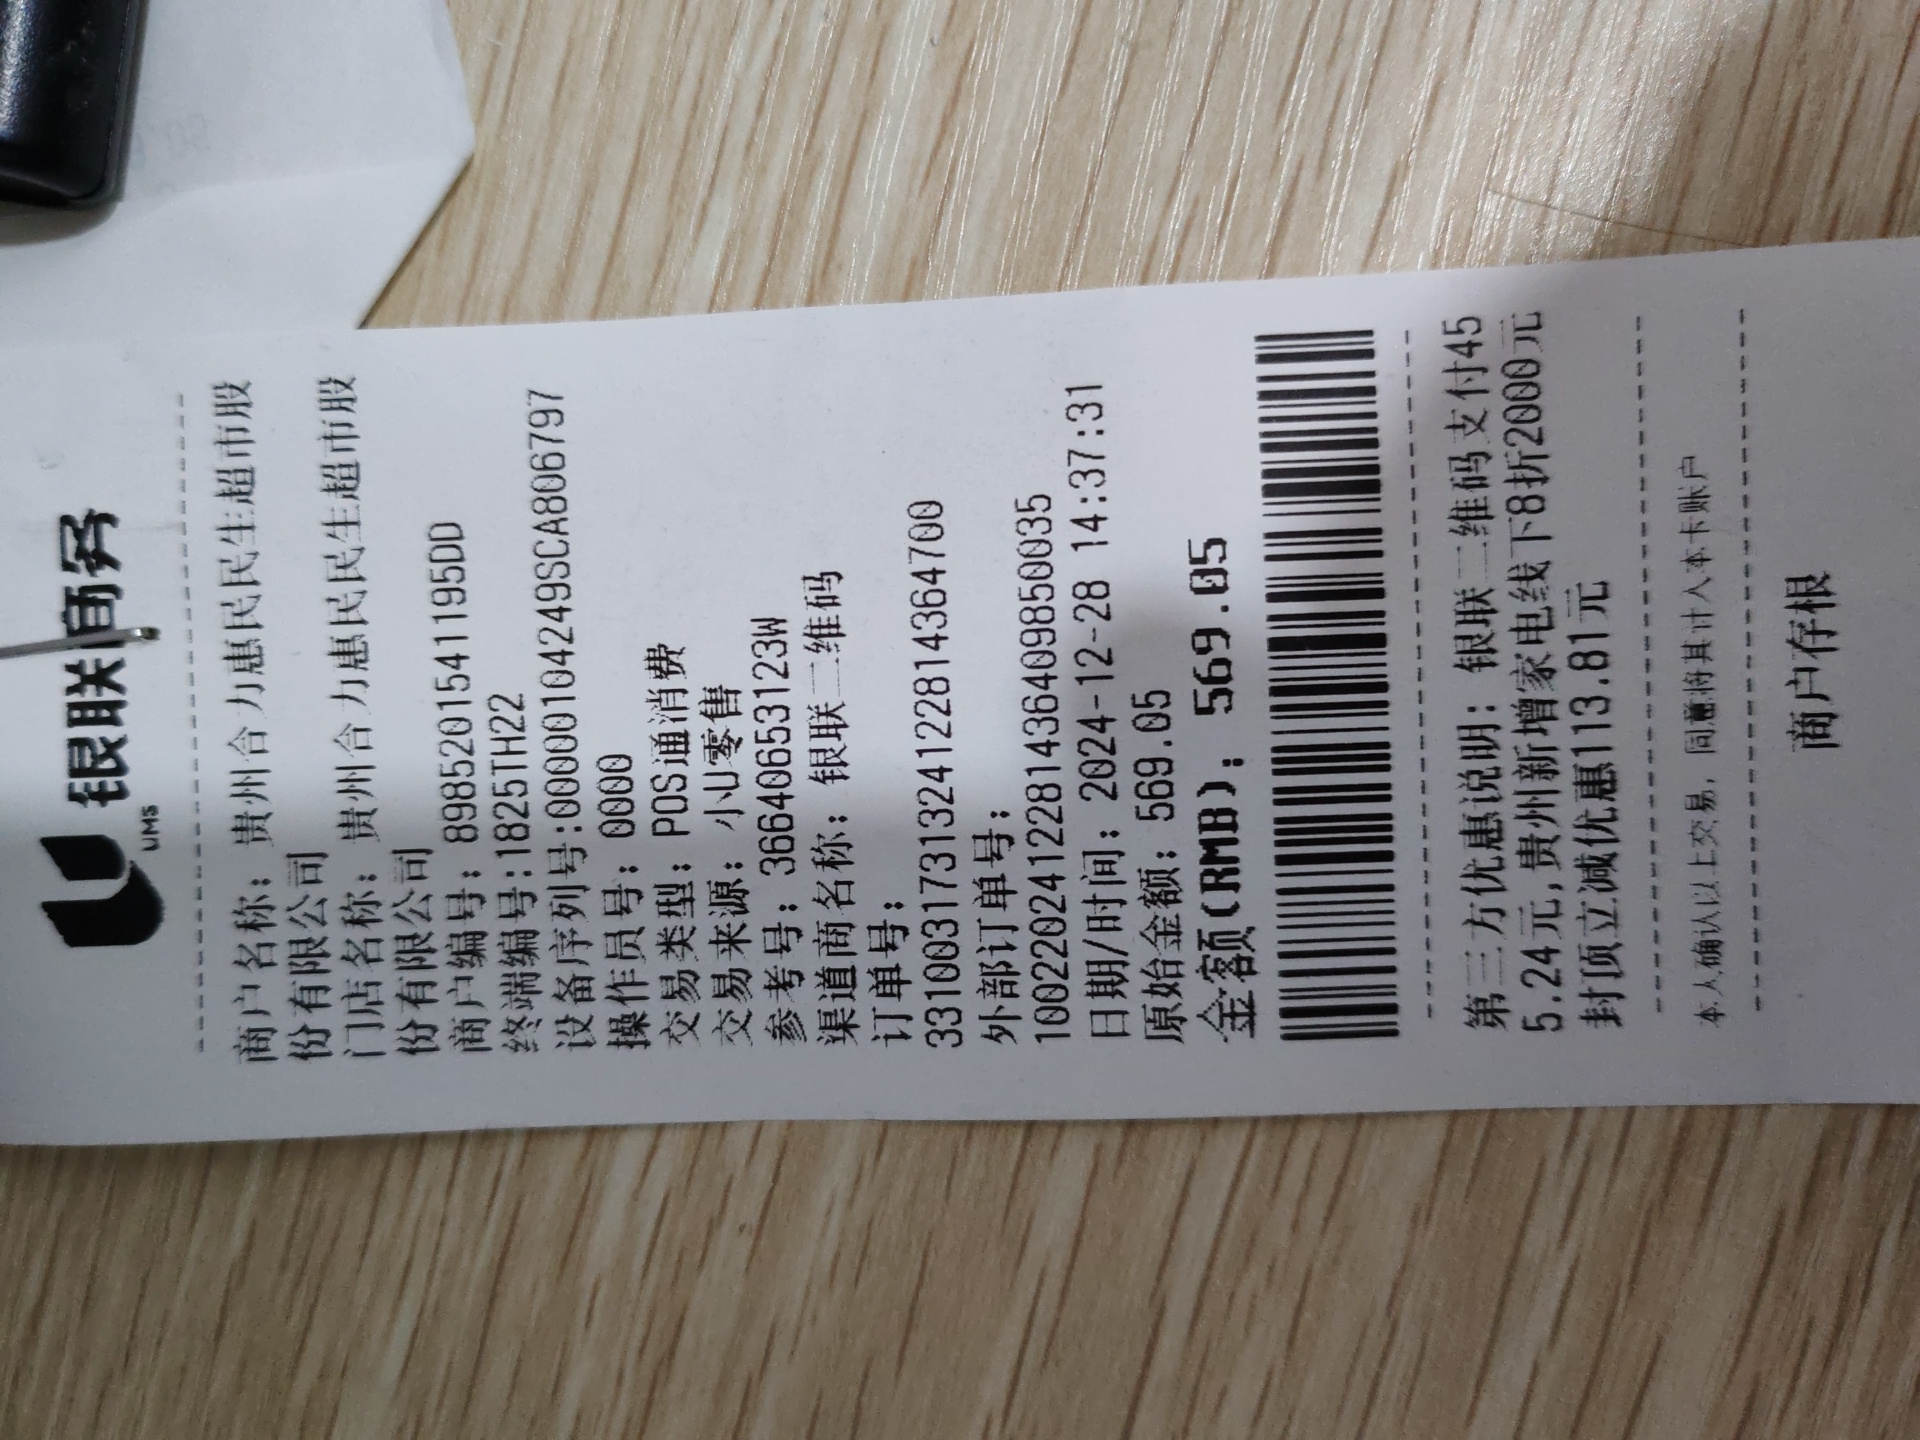 银联商务
UMS
商户名称：贵州合力惠民民生超市股
份有限公司
门店名称：贵州合力惠民民生超市股
份有限公司
商户编号：8985201541195DD
终端编号:1825TH22
设备序列号:0000104249SCA806797
操作员号：0000
交易类型：POS通消费
交易来源：小U零售
参考号：36640653123W
渠道商名称：银联二维码
订单号：
33100317313241228143647​00
外部订单号：
10022024122814364098500​35
日期/时间：2024-12-28 14:37:31
原始金额：569.05
金额(RMB)：569.05
第三方优惠说明：银联二维码支付45
5.24元,贵州新增家电线下8折2000元
封顶立减优惠113.81元
本人确认以上交易，同意将其计入本卡账户
商户存根